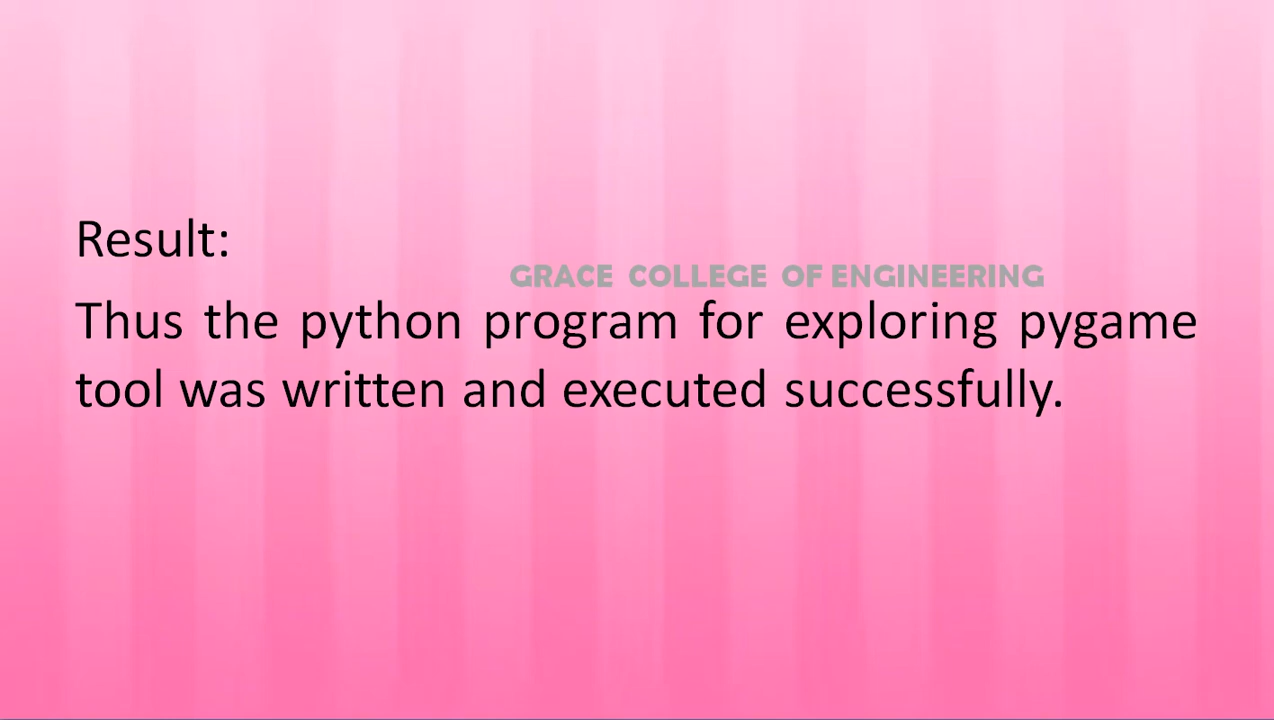 Result:
GRACE COLLEGE OF ENGINEERING
Thus the python program for exploring pygame
tool was written and executed successfully.